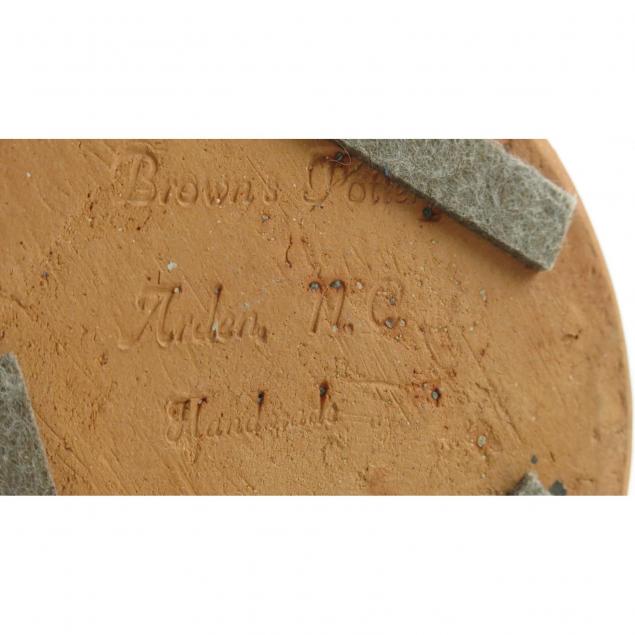 Brown's Pottery
Arden, N. C.
Handmade